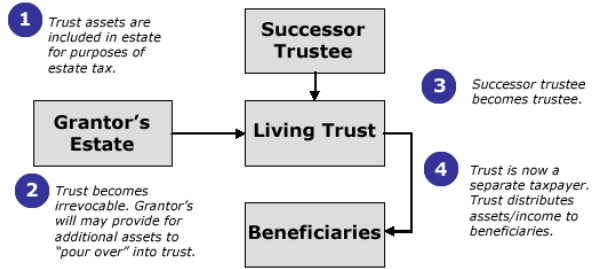 1
Trust assets are
included in estate
for purposes of
estate tax.
Successor
Trustee
3
Successor trustee
becomes trustee.
Grantor's
Estate
Living Trust
2
Trust becomes
irrevocable. Grantor's
will may provide for
additional assets to
“pour over” into trust.
4
Trust is now a
separate taxpayer.
Trust distributes
assets/income to
beneficiaries.
Beneficiaries